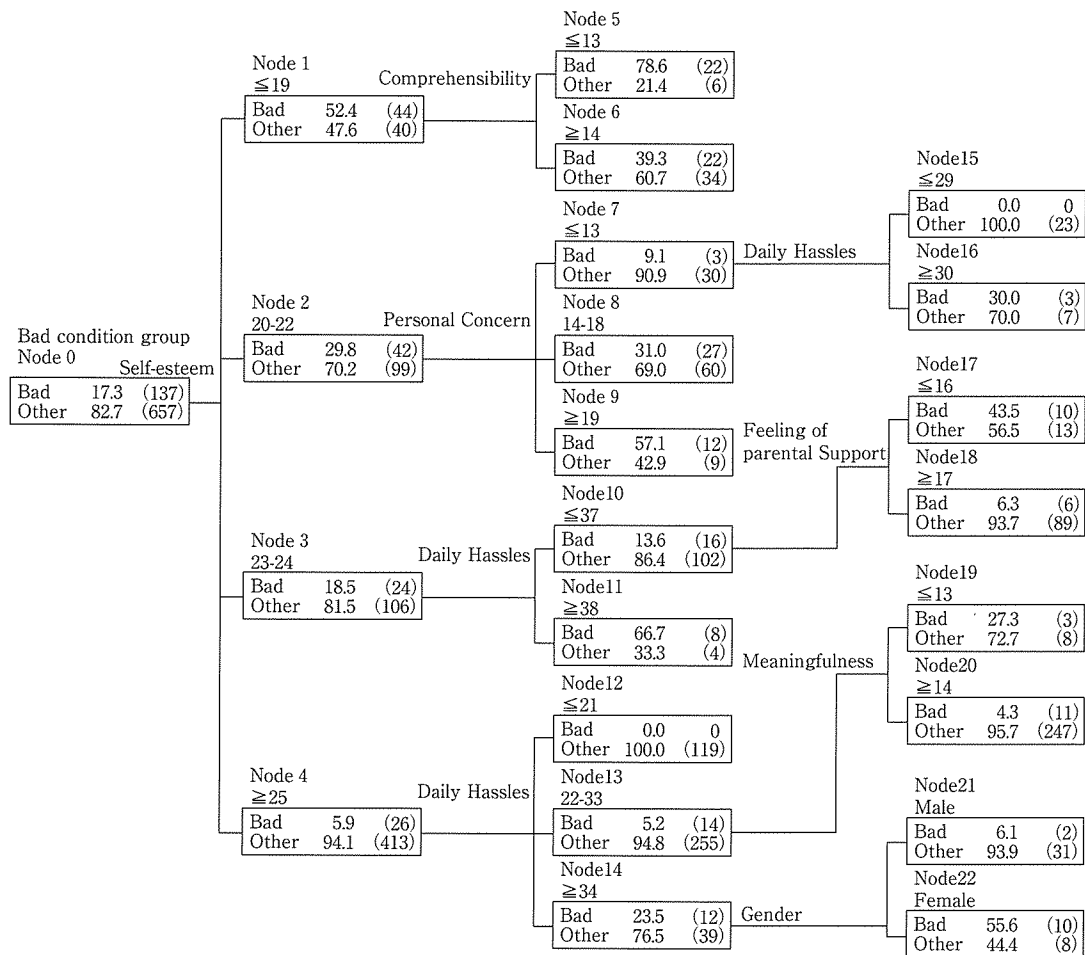 Bad condition group
Node 0
Bad 17.3 (137)
Other 82.7 (657)
Self-esteem
Node 1
≦19
Bad 52.4 (44)
Other 47.6 (40)
Comprehensibility
Node 2
20-22
Bad 29.8 (42)
Other 70.2 (99)
Personal Concern
Node 3
23-24
Bad 18.5 (24)
Other 81.5 (106)
Daily Hassles
Node 4
≧25
Bad 5.9 (26)
Other 94.1 (413)
Daily Hassles
Node 5
≦13
Bad 78.6 (22)
Other 21.4 (6)
Node 6
≧14
Bad 39.3 (22)
Other 60.7 (34)
Node 7
≦13
Bad 9.1 (3)
Other 90.9 (30)
Daily Hassles
Node 8
14-18
Bad 31.0 (27)
Other 69.0 (60)
Node 9
≧19
Bad 57.1 (12)
Other 42.9 (9)
Node10
≦37
Bad 13.6 (16)
Other 86.4 (102)
Feeling of
parental Support
Node11
≧38
Bad 66.7 (8)
Other 33.3 (4)
Node12
≦21
Bad 0.0 0
Other 100.0 (119)
Node13
22-33
Bad 5.2 (14)
Other 94.8 (255)
Meaningfulness
Node14
≧34
Bad 23.5 (12)
Other 76.5 (39)
Gender
Node15
≦29
Bad 0.0 0
Other 100.0 (23)
Node16
≧30
Bad 30.0 (3)
Other 70.0 (7)
Node17
≦16
Bad 43.5 (10)
Other 56.5 (13)
Node18
≧17
Bad 6.3 (6)
Other 93.7 (89)
Node19
≦13
Bad 27.3 (3)
Other 72.7 (8)
Node20
≧14
Bad 4.3 (11)
Other 95.7 (247)
Node21
Male
Bad 6.1 (2)
Other 93.9 (31)
Node22
Female
Bad 55.6 (10)
Other 44.4 (8)